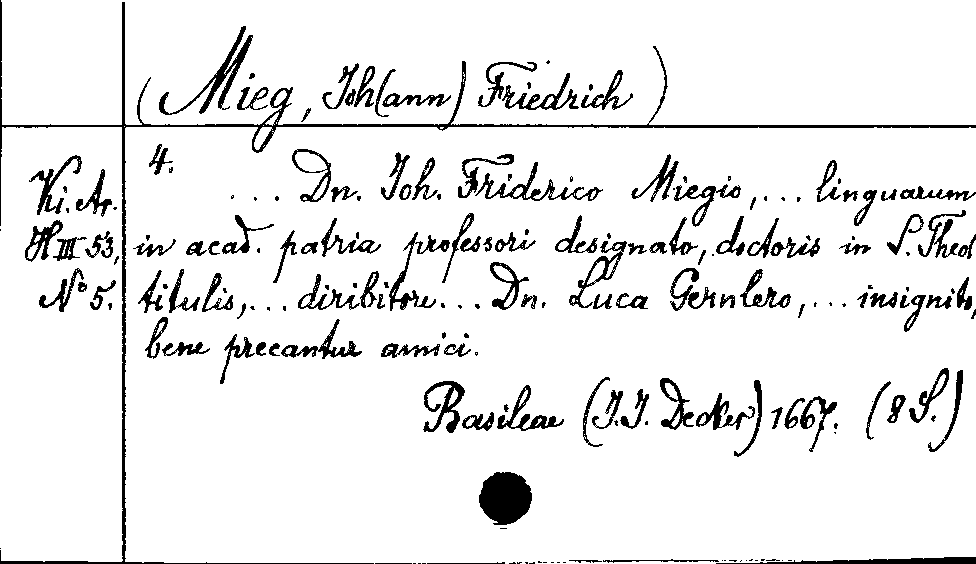 (Mieg, Joh(ann) Friedrich)
Ki. Ar.
H III 53,
No 5.
4. ... Dn. Joh. Friderico Miegio, ... linguarum
in acad. patria professori designato, doctoris in S. Theol
titulis, ... diribitore ... Dn. Luca Gernlero, ... insignito,
bene precantur amici.
Basileae (J.J. Decker) 1667. (8 S.)